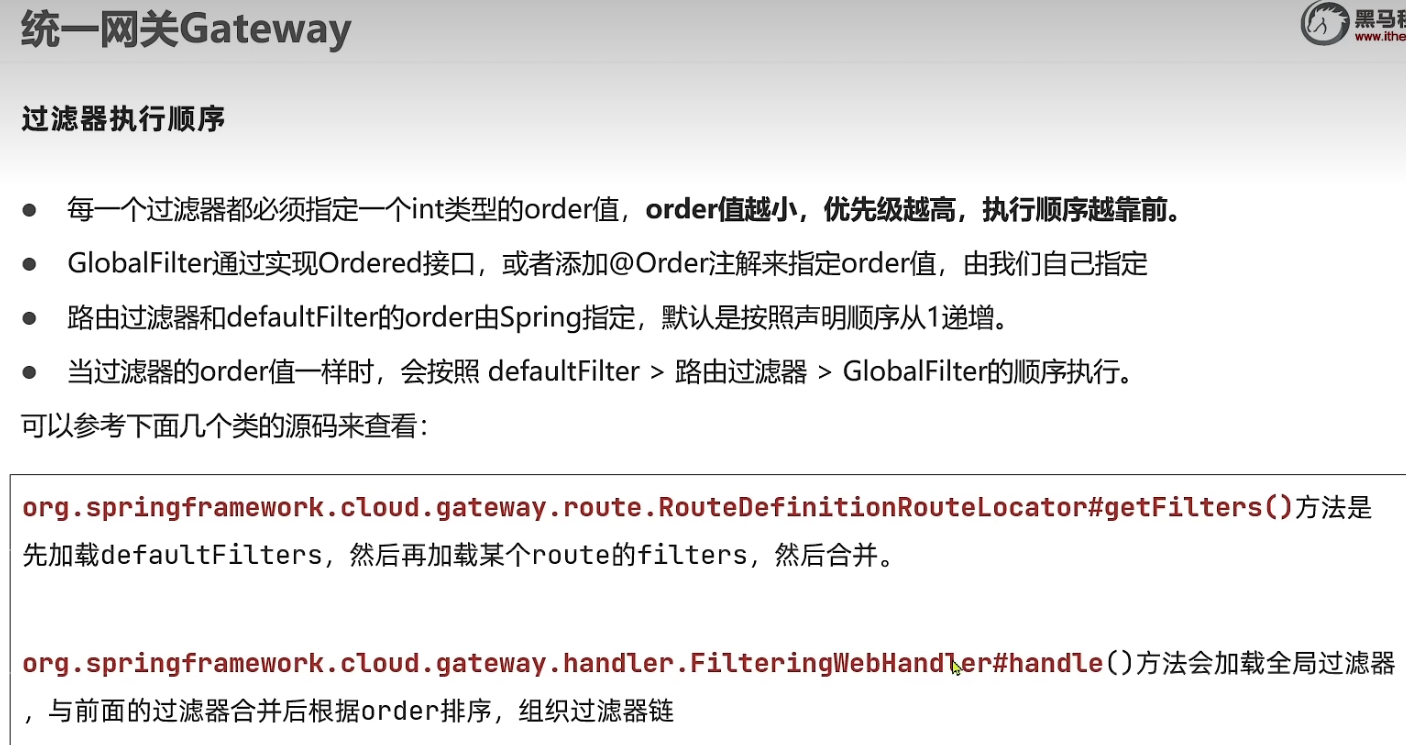 统一网关Gateway
黑马程
www.ithe
过滤器执行顺序
● 每一个过滤器都必须指定一个int类型的order值，order值越小，优先级越高，执行顺序越靠前。
● GlobalFilter通过实现Ordered接口，或者添加@Order注解来指定order值，由我们自己指定
● 路由过滤器和defaultFilter的order由Spring指定，默认是按照声明顺序从1递增。
● 当过滤器的order值一样时，会按照 defaultFilter > 路由过滤器 > GlobalFilter的顺序执行。
可以参考下面几个类的源码来查看：
org.springframework.cloud.gateway.route.RouteDefinitionRouteLocator#getFilters()方法是
先加载defaultFilters，然后再加载某个route的filters，然后合并。
org.springframework.cloud.gateway.handler.FilteringWebHandler#handle()方法会加载全局过滤器
，与前面的过滤器合并后根据order排序，组织过滤器链